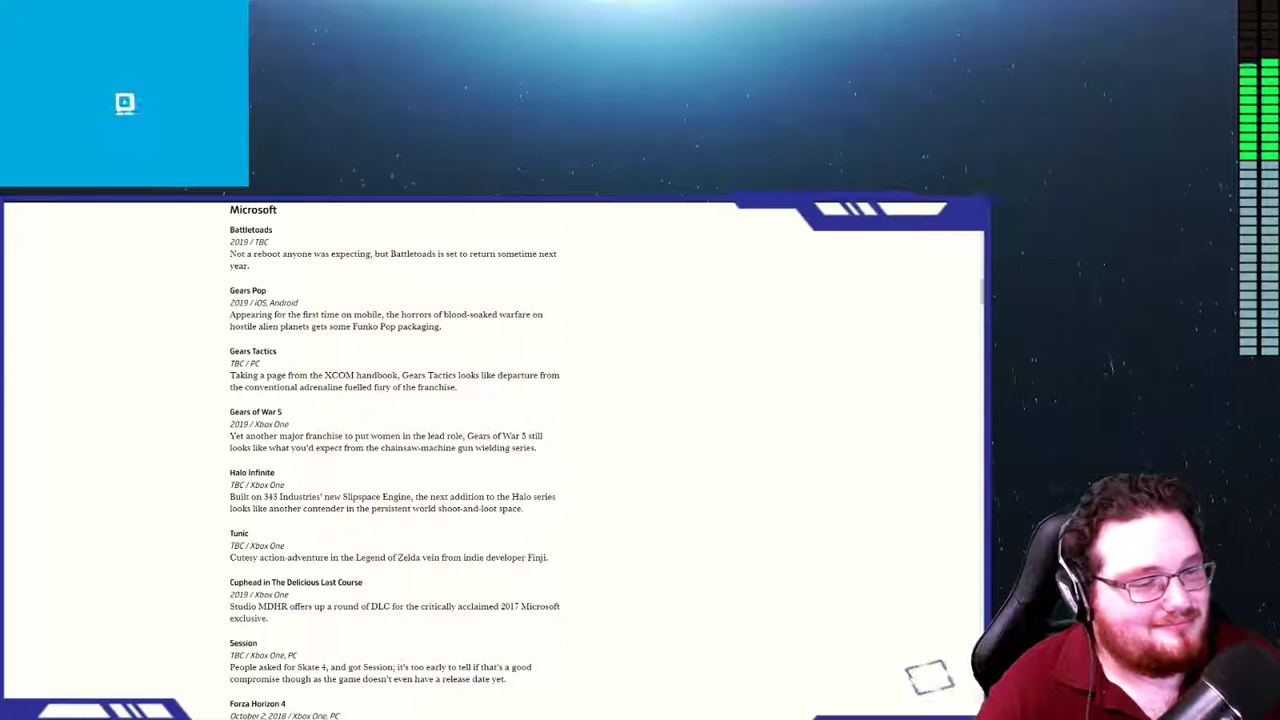 Microsoft
Battletoads
2019 / TBC
Not a reboot anyone was expecting, but Battletoads is set to return sometime next
year.
Gears Pop
2019 / iOS, Android
Appearing for the first time on mobile, the horrors of blood-soaked warfare on
hostile alien planets gets some Funko Pop packaging.
Gears Tactics
TBC / PC
Taking a page from the XCOM handbook, Gears Tactics looks like departure from
the conventional adrenaline fuelled fury of the franchise.
Gears of War 5
2019 / Xbox One
Yet another major franchise to put women in the lead role, Gears of War 5 still
looks like what you'd expect from the chainsaw-machine gun wielding series.
Halo Infinite
TBC / Xbox One
Built on 343 Industries' new Slipspace Engine, the next addition to the Halo series
looks like another contender in the persistent world shoot-and-loot space.
Tunic
TBC / Xbox One
Cutesy action-adventure in the Legend of Zelda vein from indie developer Finji.
Cuphead in The Delicious Last Course
2019 / Xbox One
Studio MDHR offers up a round of DLC for the critically acclaimed 2017 Microsoft
exclusive.
Session
TBC / Xbox One, PC
People asked for Skate 4, and got Session; it's too early to tell if that's a good
compromise though as the game doesn't even have a release date yet.
Forza Horizon 4
October 2, 2018 / Xbox One, PC